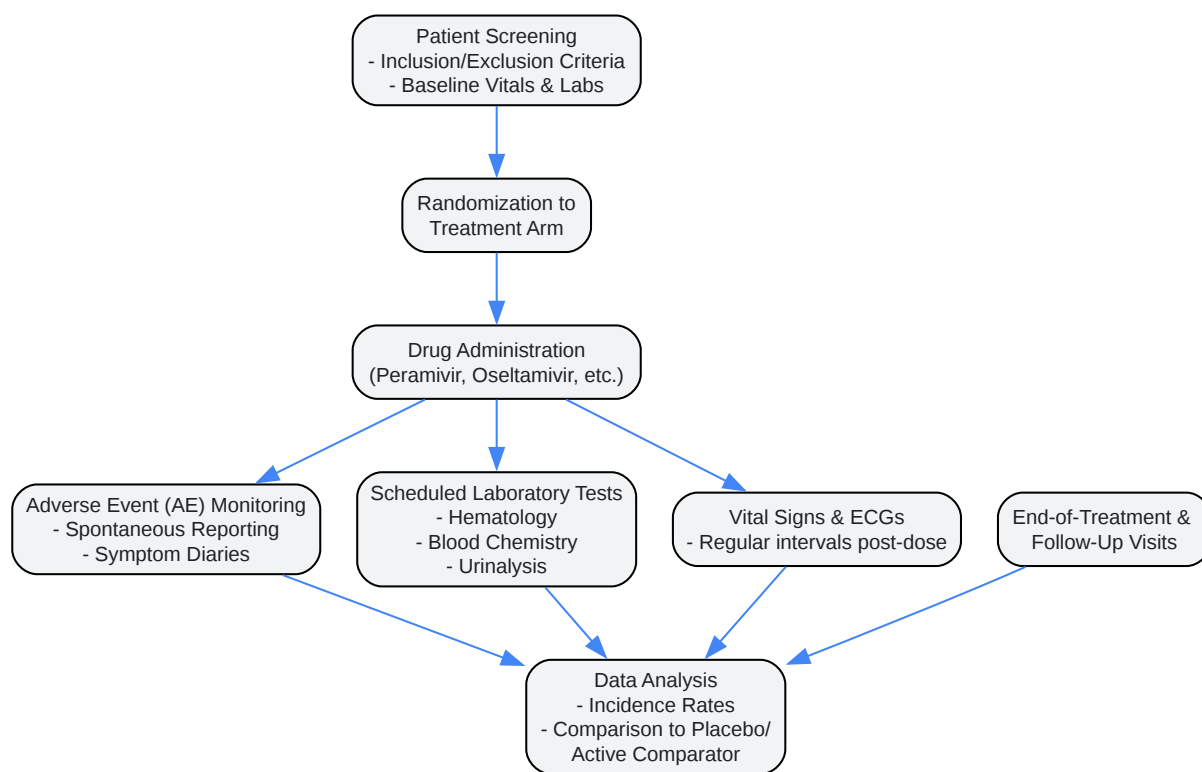 Patient Screening
- Inclusion/Exclusion Criteria
- Baseline Vitals & Labs
Randomization to
Treatment Arm
Drug Administration
(Peramivir, Oseltamivir, etc.)
Adverse Event (AE) Monitoring
- Spontaneous Reporting
- Symptom Diaries
Scheduled Laboratory Tests
- Hematology
- Blood Chemistry
- Urinalysis
Vital Signs & ECGs
- Regular intervals post-dose
End-of-Treatment &
Follow-Up Visits
Data Analysis
- Incidence Rates
- Comparison to Placebo/
Active Comparator